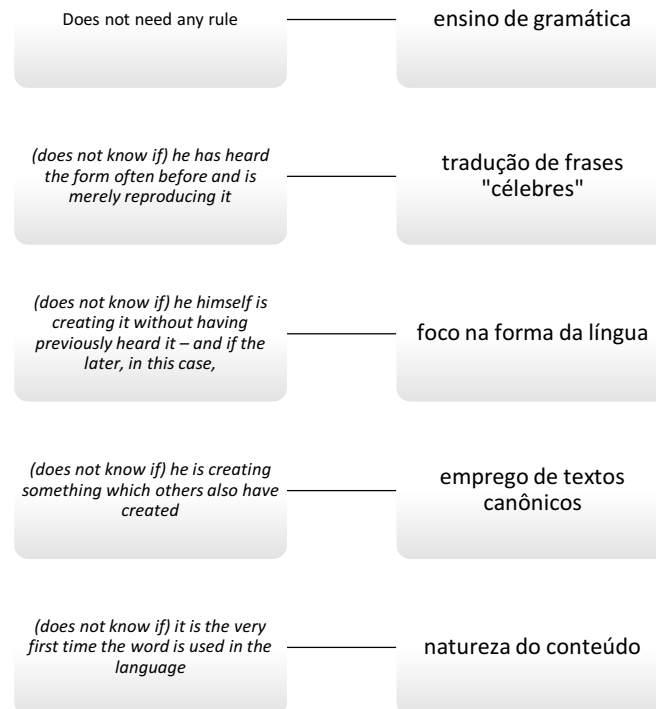 Does not need any rule
ensino de gramática
(does not know if) he has heard
the form often before and is
merely reproducing it
tradução de frases
"célebres"
(does not know if) he himself is
creating it without having
previously heard it – and if the
later, in this case,
foco na forma da língua
(does not know if) he is creating
something which others also have
created
emprego de textos
canônicos
(does not know if) it is the very
first time the word is used in the
language
natureza do conteúdo